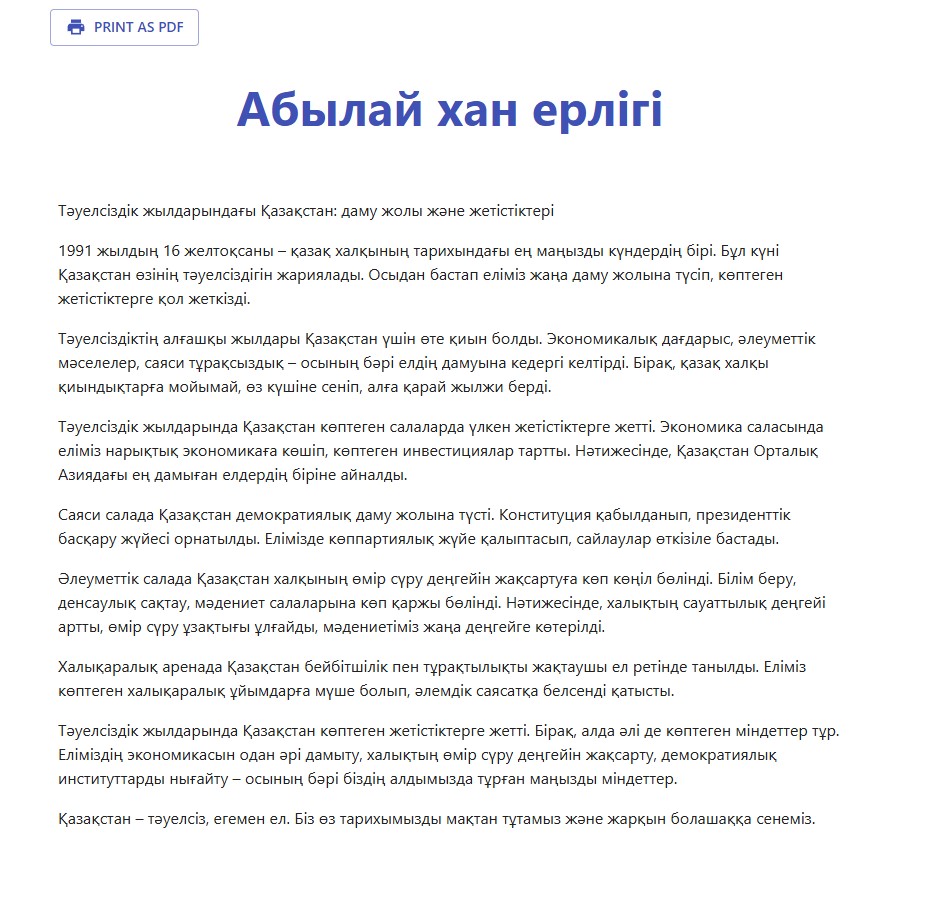 PRINT AS PDF
Абылай хан ерлігі
Тәуелсіздік жылдарындағы Қазақстан: даму жолы және жетістіктері
1991 жылдың 16 желтоқсаны – қазақ халқының тарихындағы ең маңызды күндердің бірі. Бұл күні
Қазақстан өзінің тәуелсіздігін жариялады. Осыдан бастап еліміз жаңа даму жолына түсіп, көптеген
жетістіктерге қол жеткізді.
Тәуелсіздіктің алғашқы жылдары Қазақстан үшін өте қиын болды. Экономикалық дағдарыс, әлеуметтік
мәселелер, саяси тұрақсыздық – осының бәрі елдің дамуына кедергі келтірді. Бірақ, қазақ халқы
қиындықтарға мойымай, өз күшіне сеніп, алға қарай жылжи берді.
Тәуелсіздік жылдарында Қазақстан көптеген салаларда үлкен жетістіктерге жетті. Экономика саласында
еліміз нарықтық экономикаға көшіп, көптеген инвестициялар тартты. Нәтижесінде, Қазақстан Орталық
Азиядағы ең дамыған елдердің біріне айналды.
Саяси салада Қазақстан демократиялық даму жолына түсті. Конституция қабылданып, президенттік
басқару жүйесі орнатылды. Елімізде көппартиялық жүйе қалыптасып, сайлаулар өткізіле бастады.
Әлеуметтік салада Қазақстан халқының өмір сүру деңгейін жақсартуға көп көңіл бөлінді. Білім беру,
денсаулық сақтау, мәдениет салаларына көп қаржы бөлінді. Нәтижесінде, халықтың сауаттылық деңгейі
артты, өмір сүру ұзақтығы ұлғайды, мәдениетіміз жаңа деңгейге көтерілді.
Халықаралық аренада Қазақстан бейбітшілік пен тұрақтылықты жақтаушы ел ретінде танылды. Еліміз
көптеген халықаралық ұйымдарға мүше болып, әлемдік саясатқа белсенді қатысты.
Тәуелсіздік жылдарында Қазақстан көптеген жетістіктерге жетті. Бірақ, алда әлі де көптеген міндеттер тұр.
Еліміздің экономикасын одан әрі дамыту, халықтың өмір сүру деңгейін жақсарту, демократиялық
институттарды нығайту – осының бәрі біздің алдымызда тұрған маңызды міндеттер.
Қазақстан – тәуелсіз, егемен ел. Біз өз тарихымызды мақтан тұтамыз және жарқын болашаққа сенеміз.